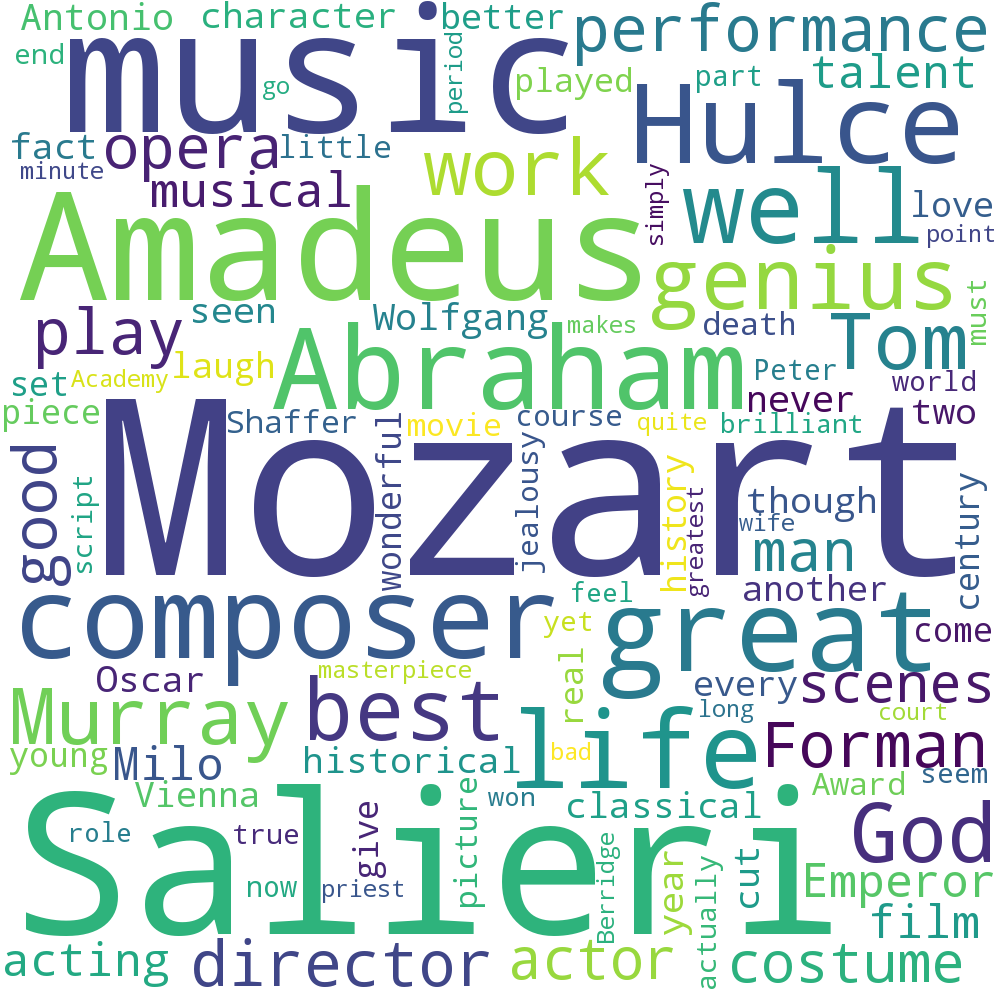 Antonio character better performance
music
end go period played part talent
Hulce
fact opera little work
minute musical simply well love
point
Amadeus genius
play seen Wolfgang makes death Tom must
Abraham
set Academy laugh Peter world
piece Shaffer movie course quite never brilliant two
Mozart
good script wonderful jealousy history greatest though wife century
man
composer feel another
great
yet come
Oscar masterpiece real every scenes
Murray best life long court
young Milo historical bad Forman
Vienna picture won classical Award seem
Salieri
role true give God
now priest Berridge year actually cut Emperor
film
acting director actor costume